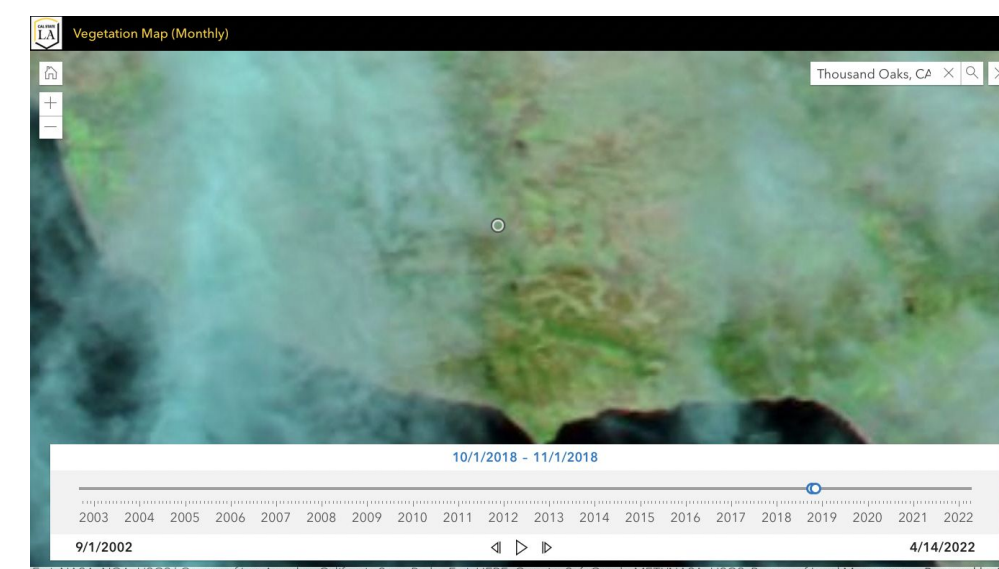 CAL STATE
LA
Vegetation Map (Monthly)
Thousand Oaks, CA
10/1/2018 - 11/1/2018
2003 2004 2005 2006 2007 2008 2009 2010 2011 2012 2013 2014 2015 2016 2017 2018 2019 2020 2021 2022
9/1/2002
4/14/2022